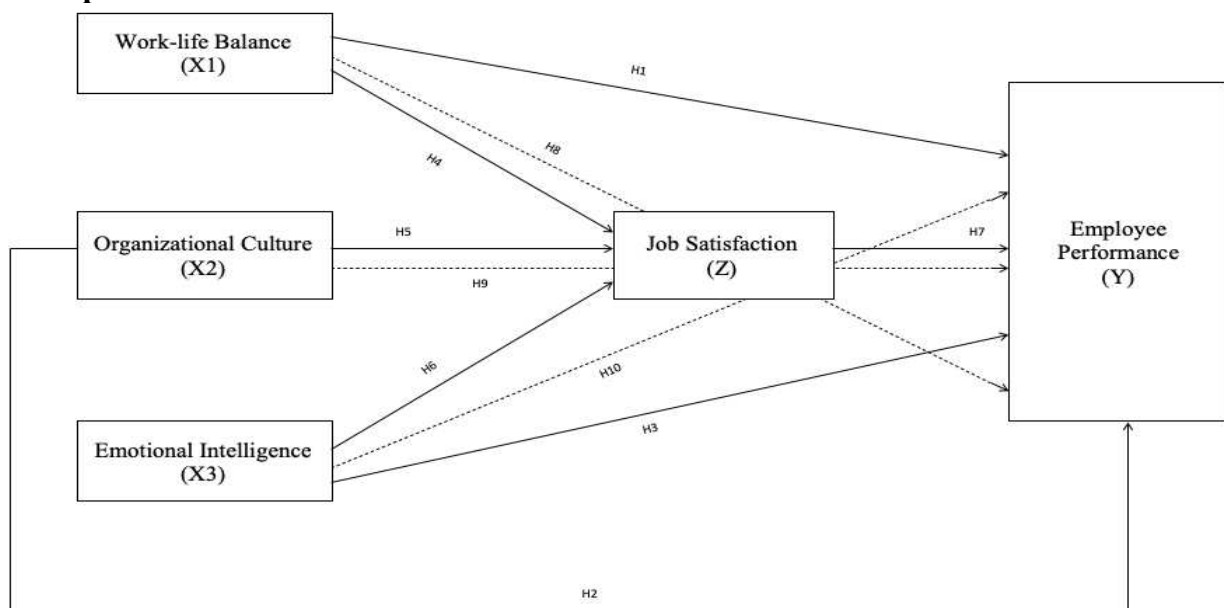 Work-life Balance
(X1)
H1
H8
H4
Organizational Culture
(X2)
H5
H9
Job Satisfaction
(Z)
H7
Employee
Performance
(Y)
H6
H10
H3
Emotional Intelligence
(X3)
H2